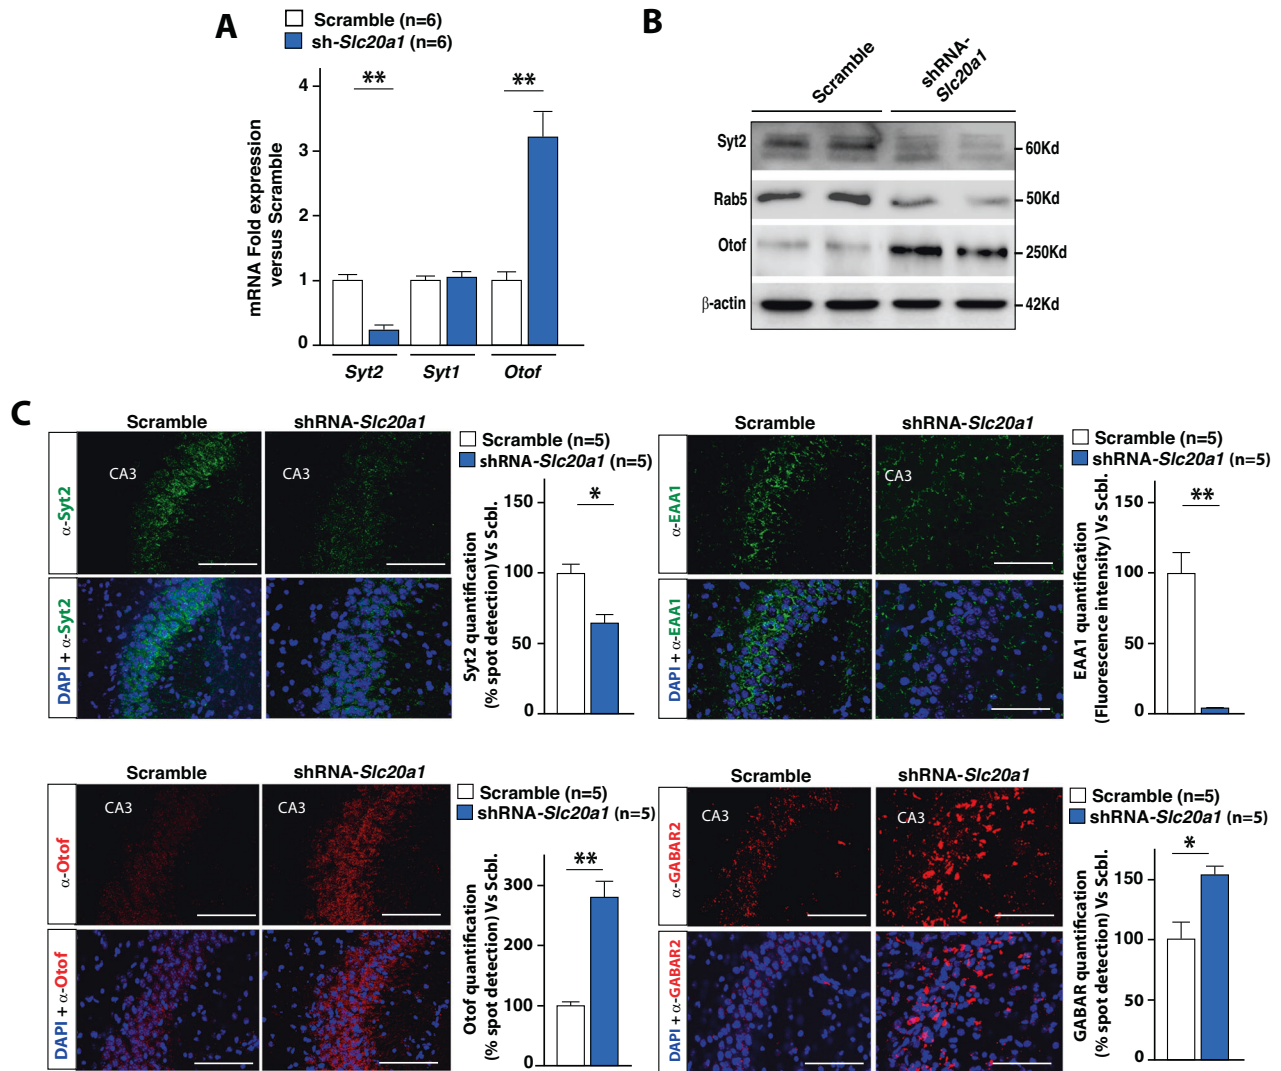 A
Scramble (n=6)
sh-Slc20a1 (n=6)
mRNA Fold expression
versus Scramble
4
3
2
1
0
**
**
Syt2
Syt1
Otof
B
Scramble
shRNA-
Slc20a1
Syt2
60Kd
Rab5
50Kd
Otof
250Kd
β-actin
42Kd
C
Scramble
shRNA-Slc20a1
α-Syt2
CA3
CA3
DAPI + α-Syt2
Scramble (n=5)
shRNA-Slc20a1 (n=5)
Syt2 quantification
(% spot detection) Vs Scbl.
150
100
50
0
*
Scramble
shRNA-Slc20a1
α-EAA1
CA3
DAPI + α-EAA1
Scramble (n=5)
shRNA-Slc20a1 (n=5)
EAA1 quantification
(Fluorescence intensity) Vs Scbl.
150
100
50
0
**
Scramble
shRNA-Slc20a1
α-Otof
CA3
CA3
DAPI + α-Otof
Scramble (n=5)
shRNA-Slc20a1 (n=5)
Otof quantification
(% spot detection) Vs Scbl.
300
200
100
0
**
Scramble
shRNA-Slc20a1
α-GABAR2
CA3
CA3
DAPI + α-GABAR2
Scramble (n=5)
shRNA-Slc20a1 (n=5)
GABAR quantification
(% spot detection) Vs Scbl.
150
100
50
0
*